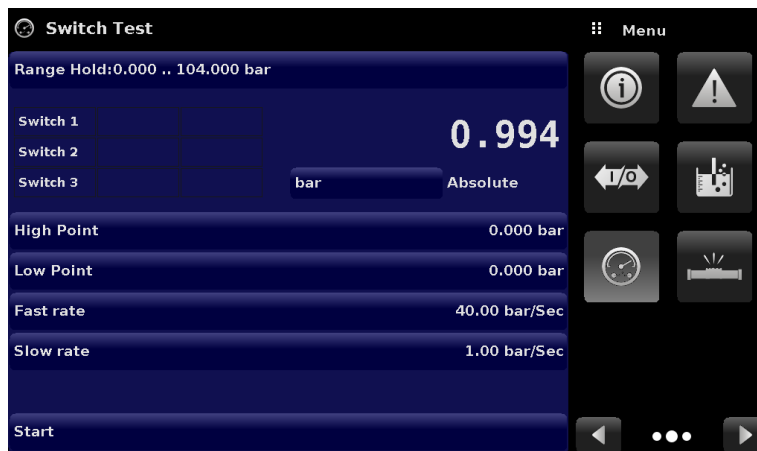 Switch Test
Menu
Range Hold:0.000 .. 104.000 bar
Switch 1
Switch 2
Switch 3
0.994
bar
Absolute
I/O
High Point 0.000 bar
Low Point 0.000 bar
Fast rate 40.00 bar/Sec
Slow rate 1.00 bar/Sec
Start